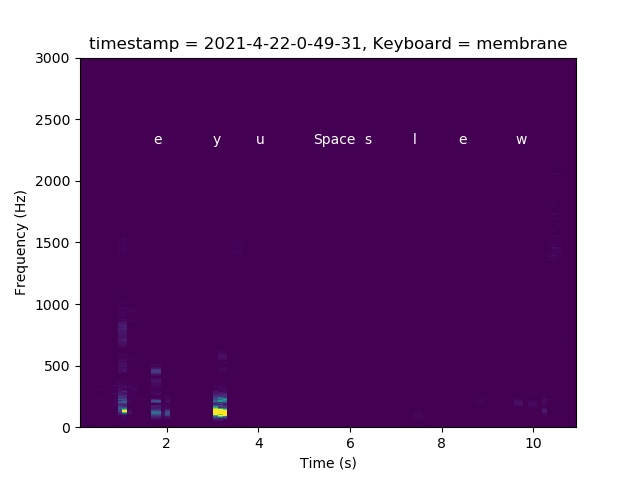 timestamp = 2021-4-22-0-49-31, Keyboard = membrane
3000
2500
e y u Space s l e w
2000
1500
1000
500
0
Frequency (Hz)
2 4 6 8 10
Time (s)